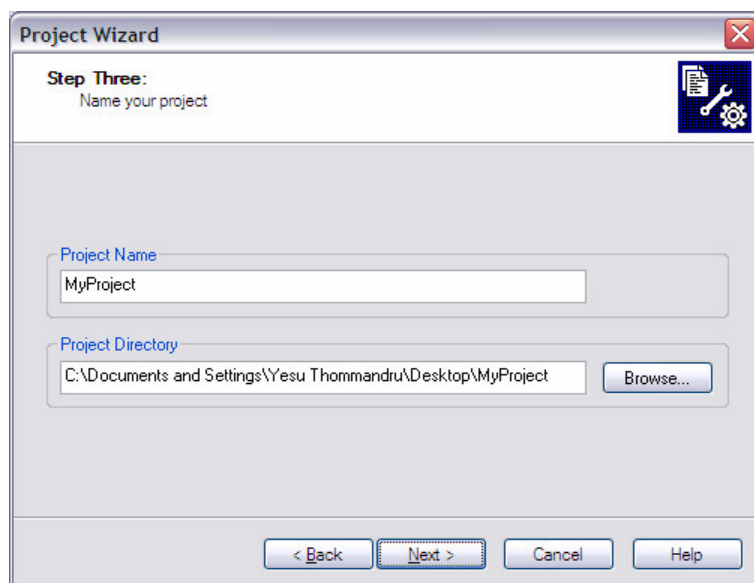 Project Wizard
Step Three:
Name your project
Project Name
MyProject
Project Directory
C:\Documents and Settings\Yesu Thommandru\Desktop\MyProject
Browse...
< Back
Next >
Cancel
Help